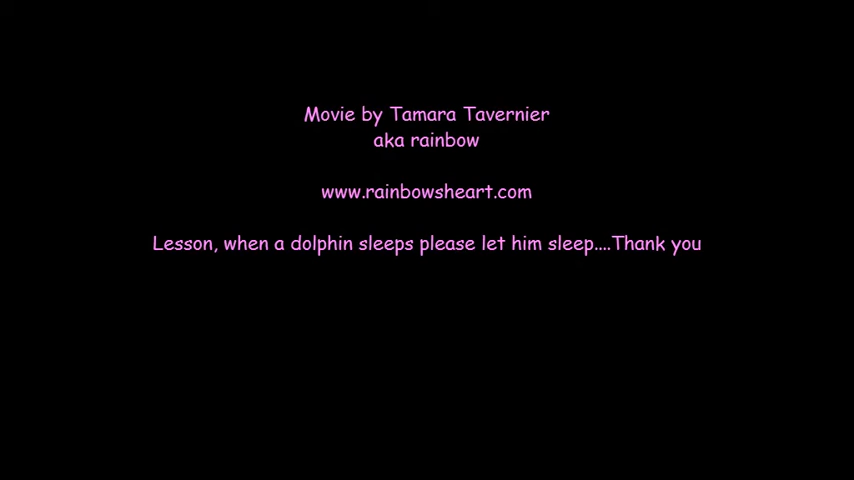 Movie by Tamara Tavernier
aka rainbow
www.rainbowsheart.com
Lesson, when a dolphin sleeps please let him sleep....Thank you